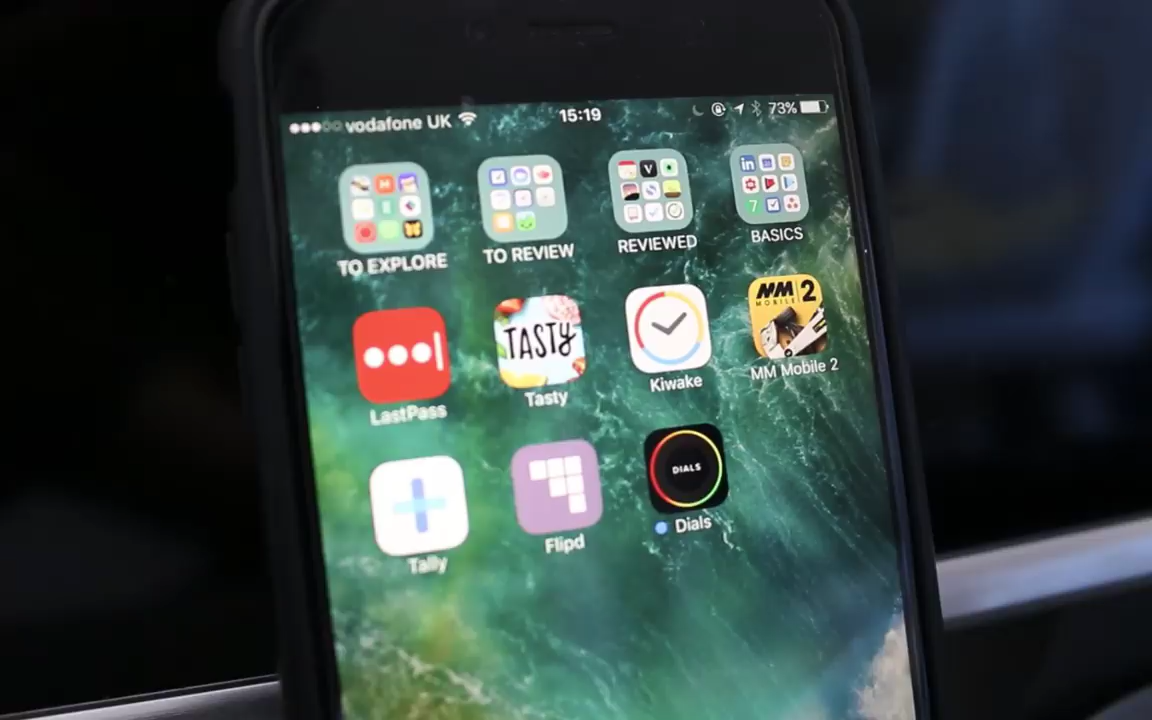 vodafone UK 15:19 73%
TO EXPLORE TO REVIEW REVIEWED BASICS
TASTY
MM 2
MOBILE
LastPass Tasty Kiwake MM Mobile 2
DIALS
Tally Flipd Dials